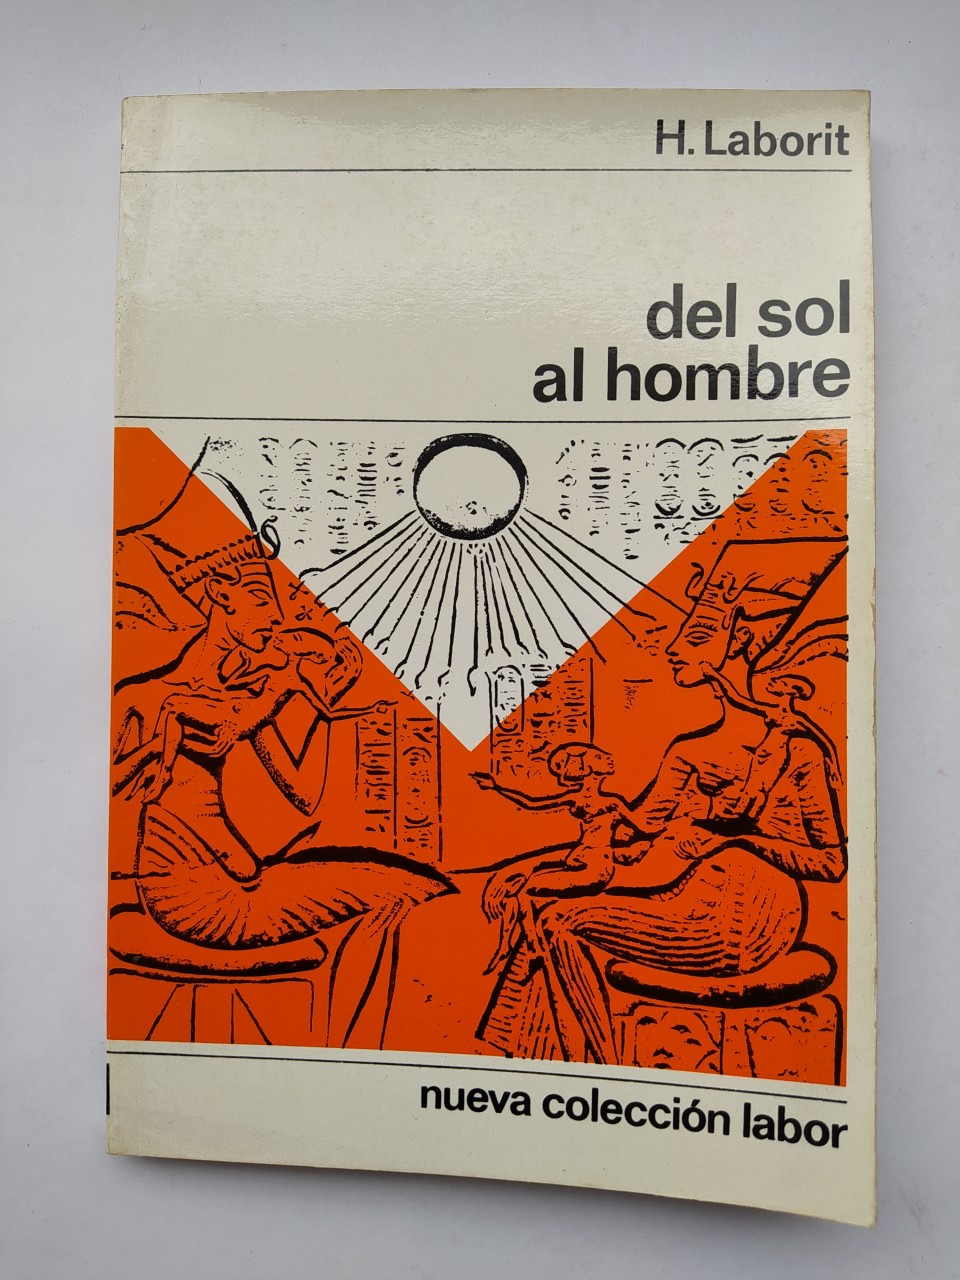 H. Laborit
del sol
al hombre
nueva colección labor